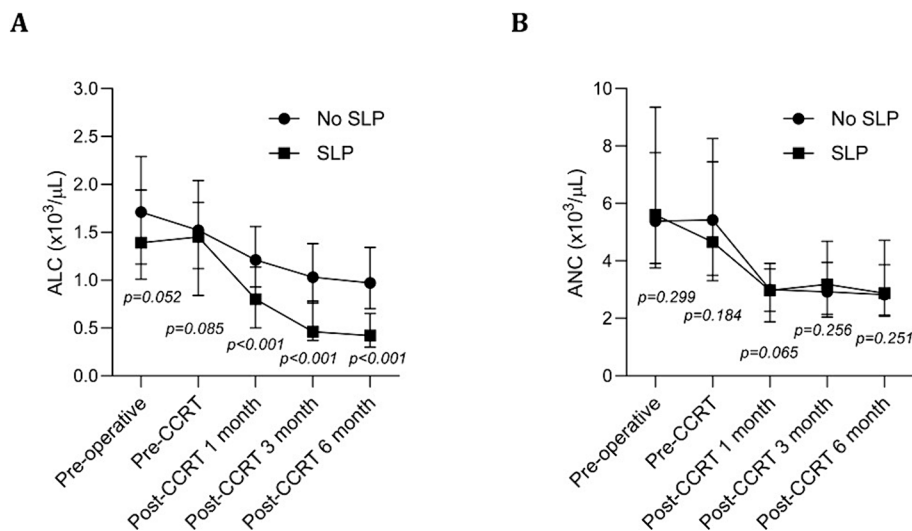 A
ALC (x10³/μL)
3.0
2.5
2.0
1.5
1.0
0.5
0.0
No SLP
SLP
p=0.052
p=0.085
p<0.001
p<0.001
p<0.001
Pre-operative
Pre-CCRT
Post-CCRT 1 month
Post-CCRT 3 month
Post-CCRT 6 month
B
ANC (x10³/μL)
10
8
6
4
2
0
No SLP
SLP
p=0.299
p=0.184
p=0.065
p=0.256
p=0.251
Pre-operative
Pre-CCRT
Post-CCRT 1 month
Post-CCRT 3 month
Post-CCRT 6 month